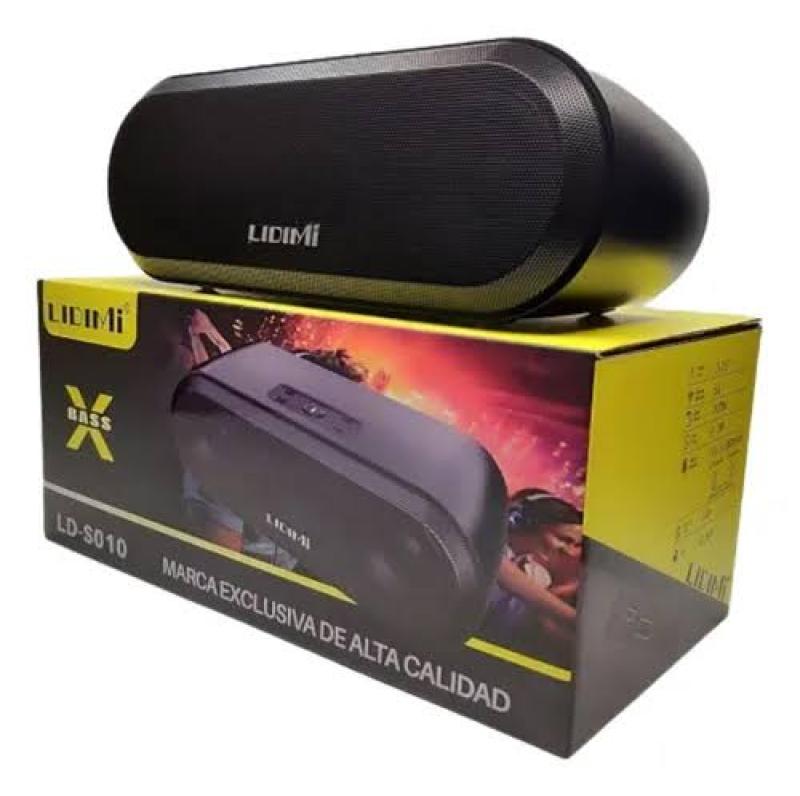 LIDIMi
LIDIMi
X
BASS
LIDIMi
LD-S010
MARCA EXCLUSIVA DE ALTA CALIDAD
LIDIMi